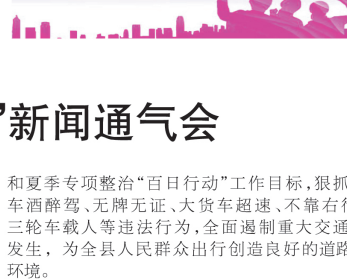 ”新闻通气会
和夏季专项整治“百日行动”工作目标,狠抓
车酒醉驾、无牌无证、大货车超速、不靠右行
三轮车载人等违法行为,全面遏制重大交通
发生，为全县人民群众出行创造良好的道路
环境。